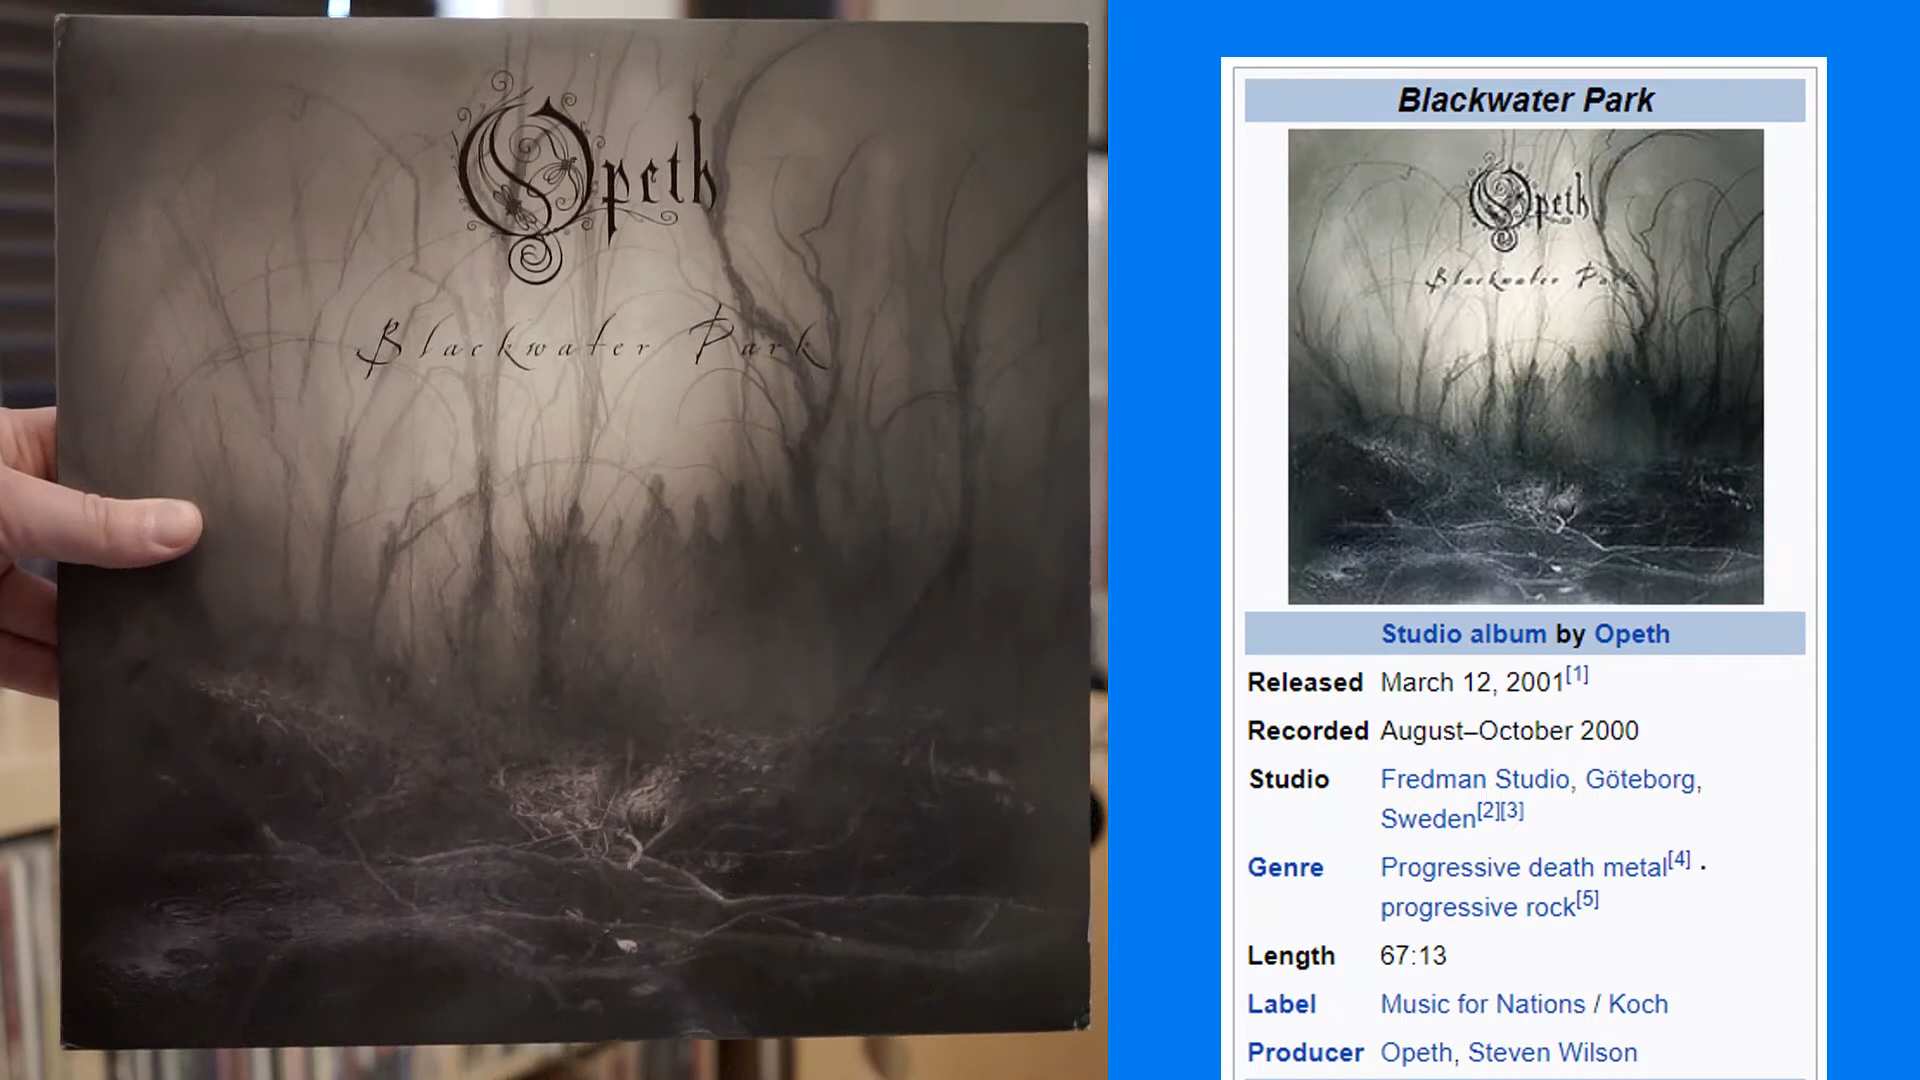 Opeth
Blackwater Park
Blackwater Park
Opeth
Blackwater Park
Studio album by Opeth
Released March 12, 2001[1]
Recorded August–October 2000
Studio Fredman Studio, Göteborg,
Sweden[2][3]
Genre Progressive death metal[4] ·
progressive rock[5]
Length 67:13
Label Music for Nations / Koch
Producer Opeth, Steven Wilson